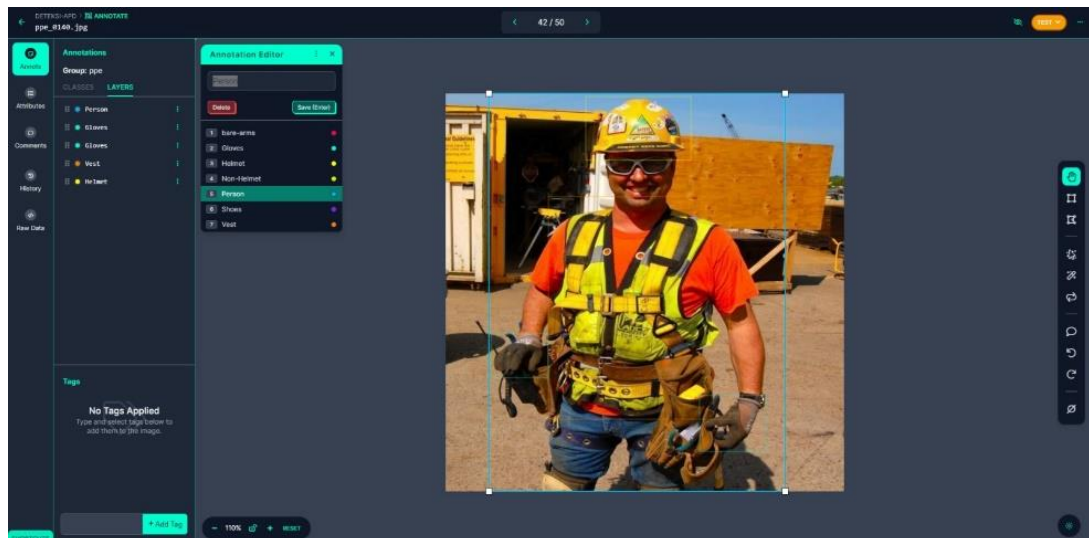 DETEKSI-APD > ANNOTATE
ppe_0140.jpg
42 / 50
TEST
Annotate
Attributes
Comments
History
Raw Data
Annotations
Group: ppe
CLASSES LAYERS
Person
Gloves
Gloves
Vest
Helmet
Tags
No Tags Applied
Type and select tags below to
add them to the image.
+ Add Tag
Annotation Editor
Person
Delete
Save (Enter)
1 bare-arms
2 Gloves
3 Helmet
4 Non-Helmet
5 Person
6 Shoes
7 Vest
- 110% + RESET